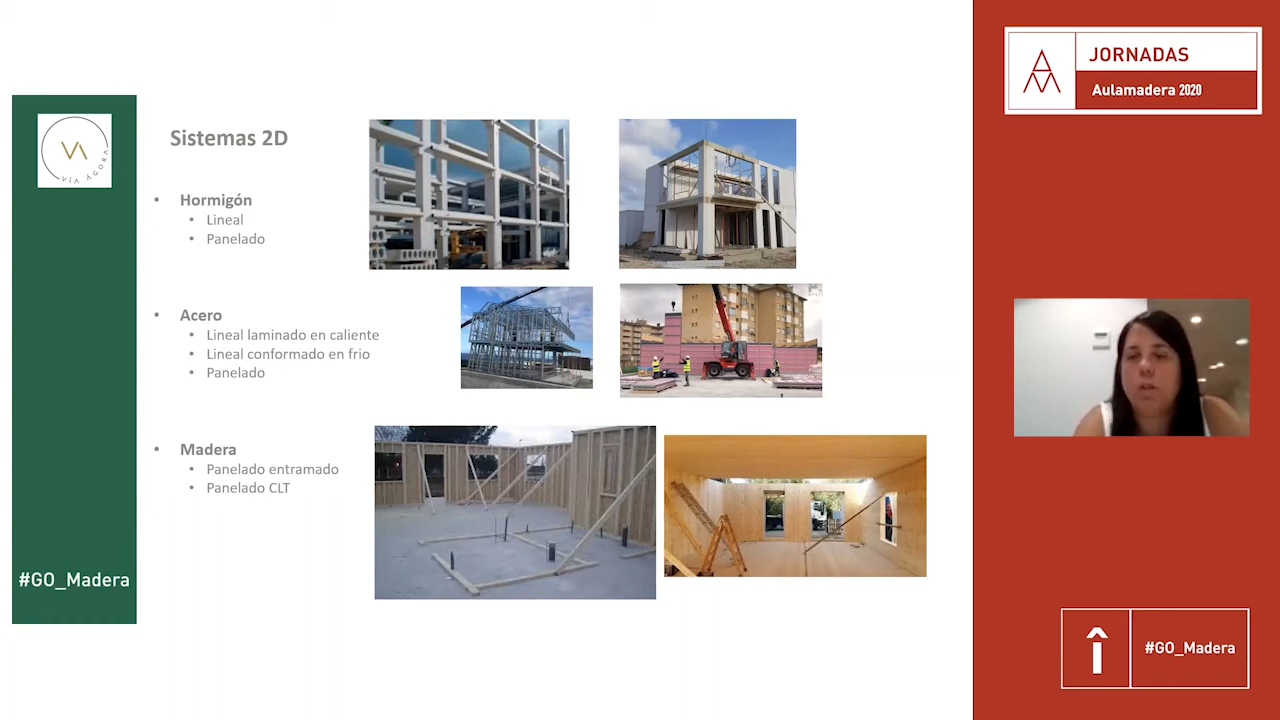 VIA ÁGORA
Sistemas 2D
• Hormigón
• Lineal
• Panelado
• Acero
• Lineal laminado en caliente
• Lineal conformado en frio
• Panelado
• Madera
• Panelado entramado
• Panelado CLT
#GO_Madera
JORNADAS
Aulamadera 2020
#GO_Madera